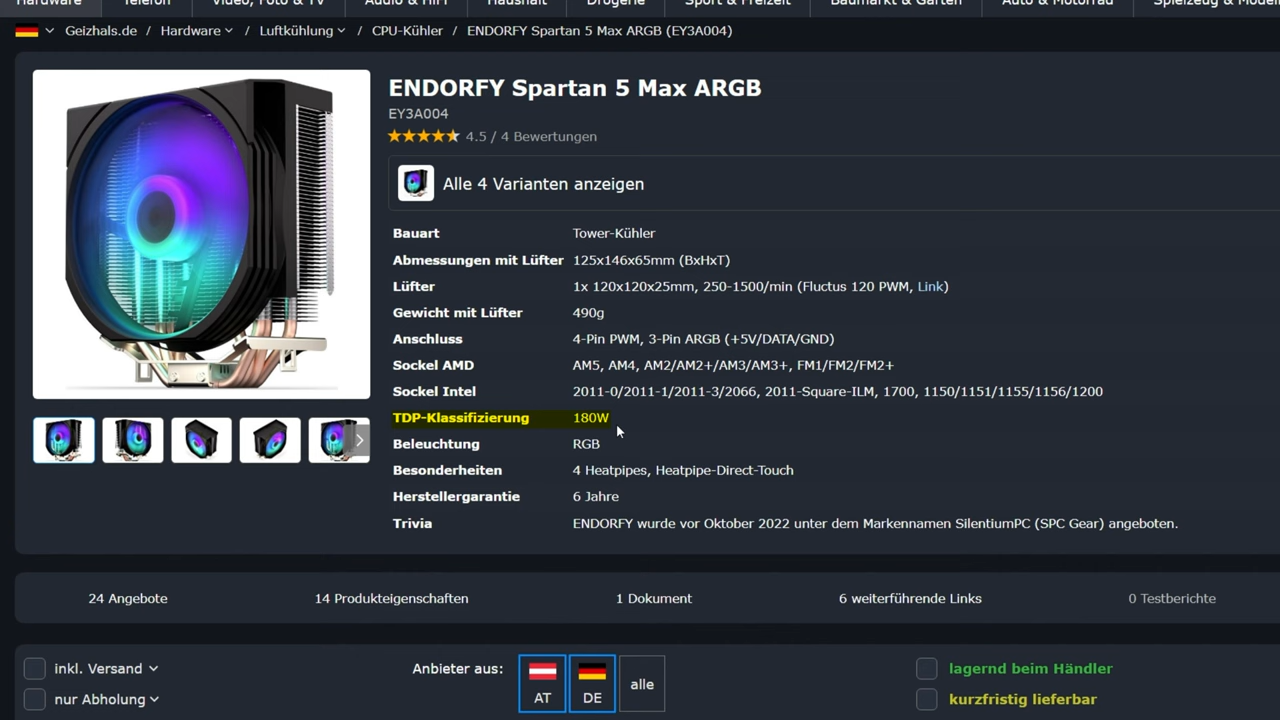 Hardware Telefon Video, Foto & TV Audio & HIFI Haushalt Drogerie Sport & Freizeit Baumarkt & Garten Auto & Motorrad
Geizhals.de / Hardware / Luftkühlung / CPU-Kühler / ENDORFY Spartan 5 Max ARGB (EY3A004)
ENDORFY Spartan 5 Max ARGB
EY3A004
4.5 / 4 Bewertungen
Alle 4 Varianten anzeigen
Bauart Tower-Kühler
Abmessungen mit Lüfter 125x146x65mm (BxHxT)
Lüfter 1x 120x120x25mm, 250-1500/min (Fluctus 120 PWM, Link)
Gewicht mit Lüfter 490g
Anschluss 4-Pin PWM, 3-Pin ARGB (+5V/DATA/GND)
Sockel AMD AM5, AM4, AM2/AM2+/AM3/AM3+, FM1/FM2/FM2+
Sockel Intel 2011-0/2011-1/2011-3/2066, 2011-Square-ILM, 1700, 1150/1151/1155/1156/1200
TDP-Klassifizierung 180W
Beleuchtung RGB
Besonderheiten 4 Heatpipes, Heatpipe-Direct-Touch
Herstellergarantie 6 Jahre
Trivia ENDORFY wurde vor Oktober 2022 unter dem Markennamen SilentiumPC (SPC Gear) angeboten.
24 Angebote 14 Produkteigenschaften 1 Dokument 6 weiterführende Links 0 Testberichte
inkl. Versand Anbieter aus: AT DE alle lagernd beim Händler
nur Abholung kurzfristig lieferbar